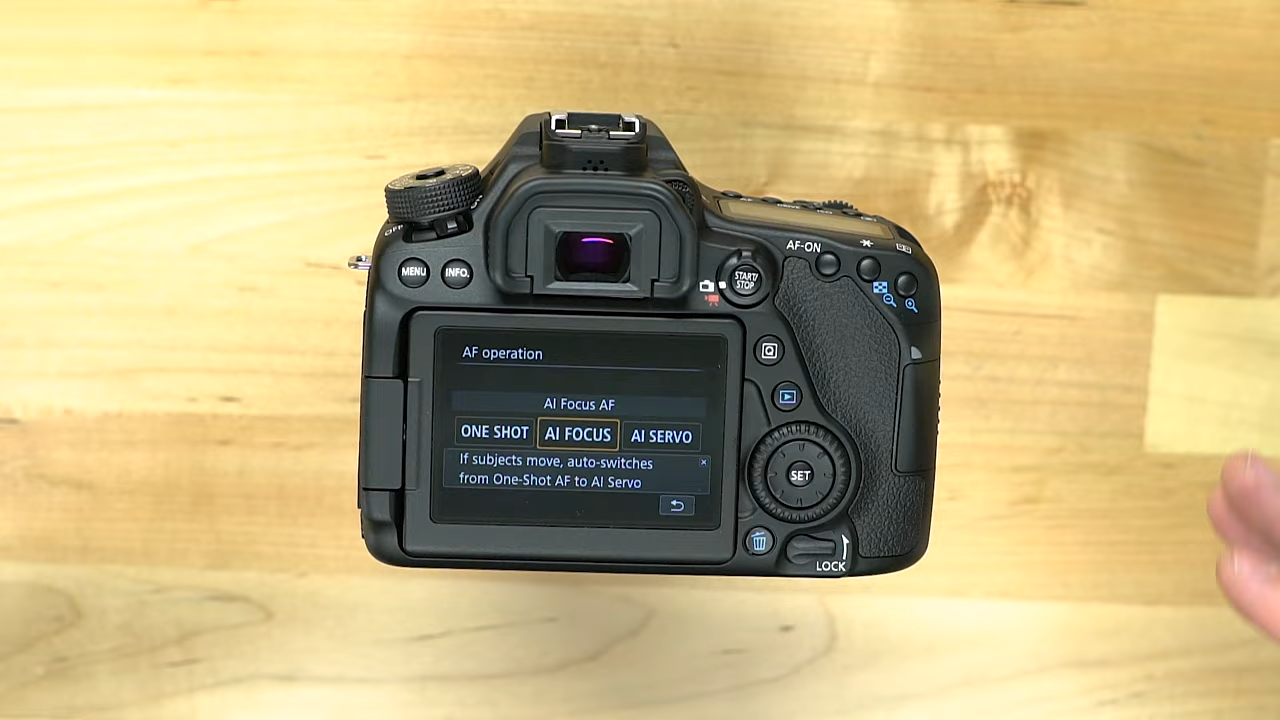 OFF
MENU
INFO.
START/
STOP
AF-ON
Q
AF operation
AI Focus AF
ONE SHOT
AI FOCUS
AI SERVO
If subjects move, auto-switches
from One-Shot AF to AI Servo
SET
LOCK